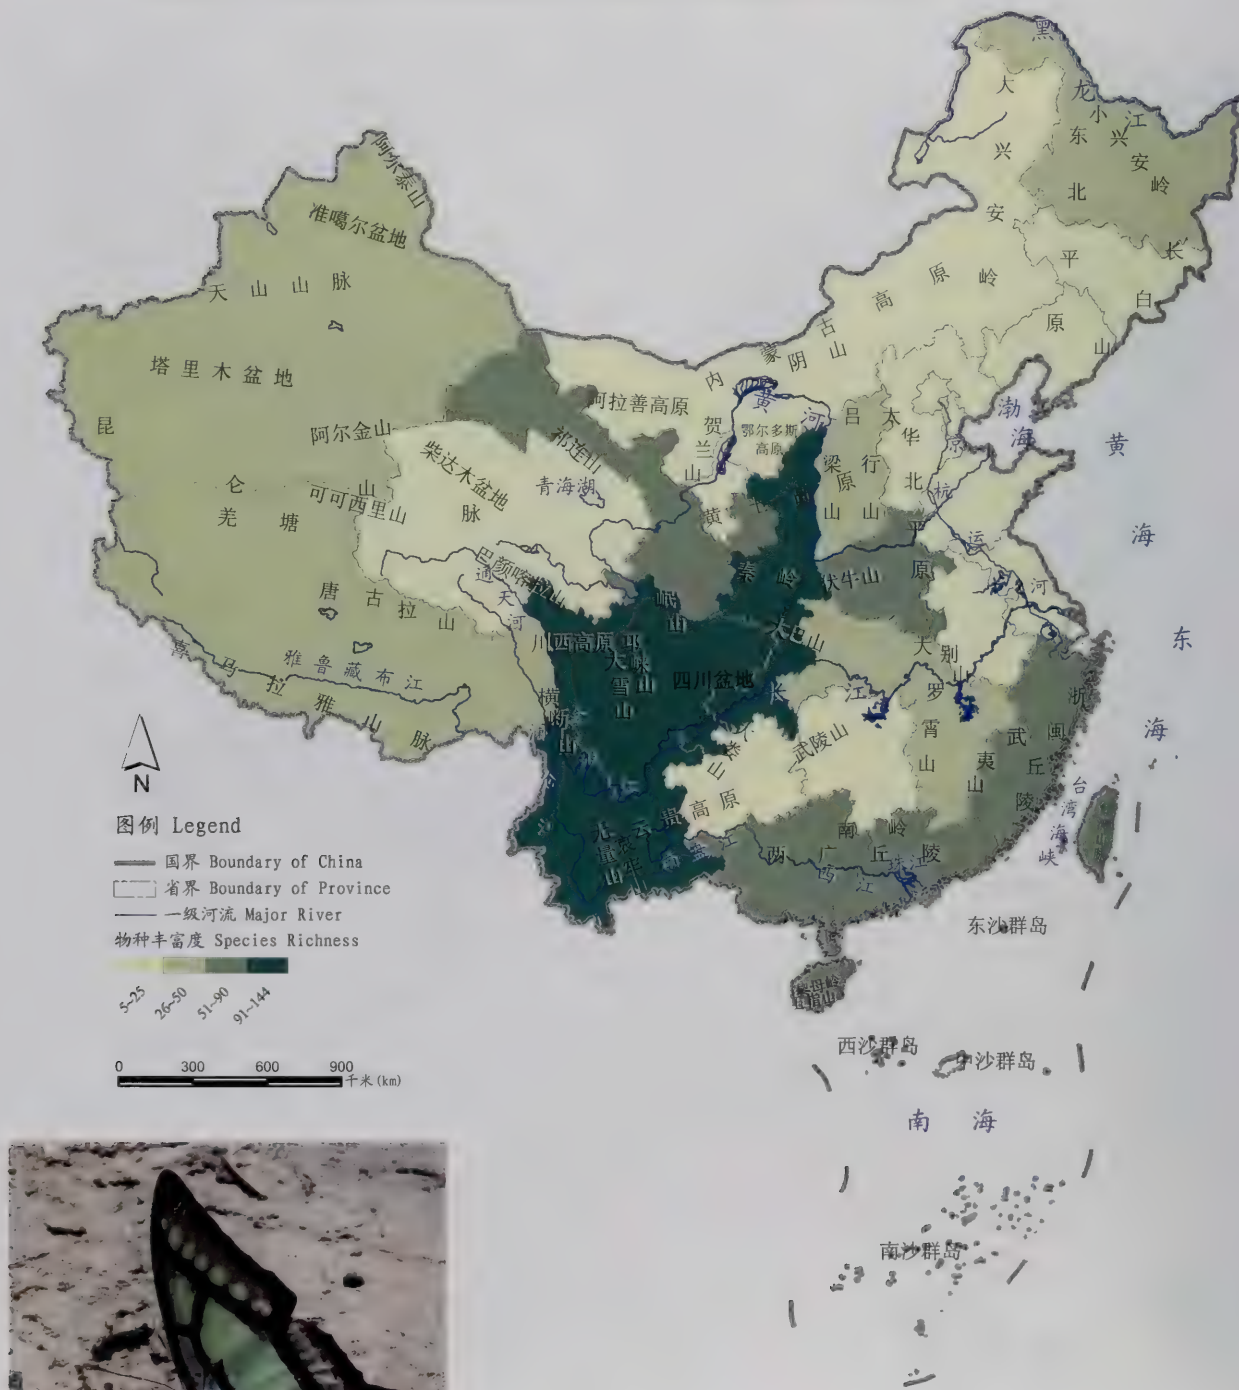 黑
龙
江
大
兴
安
岭
小
兴
安
岭
东
北
平
原
长
白
山
阿尔泰山
准噶尔盆地
天山山脉
塔里木盆地
昆
仑
山
脉
阿尔金山
柴达木盆地
祁连山
青海湖
可可西里山
羌塘
唐古拉山
巴颜喀拉山
通天河
喜马拉雅山脉
雅鲁藏布江
内蒙古高原
阴山
阿拉善高原
贺兰山
黄河
鄂尔多斯
高原
吕梁山
太行山
华北平原
京杭运河
渤海
黄海
东海
秦岭
伏牛山
岷山
川西高原
邛崃山
大雪山
大巴山
四川盆地
大别山
长江
横断山
武陵山
罗霄山
武夷山
浙闽丘陵
云贵高原
无量山
南岭
两广丘陵
珠江
西江
台湾海峡
东沙群岛
西沙群岛
中沙群岛
南海
南沙群岛
N
图例 Legend
国界 Boundary of China
省界 Boundary of Province
一级河流 Major River
物种丰富度 Species Richness
5~25
26~50
51~90
91~144
0 300 600 900
千米(km)